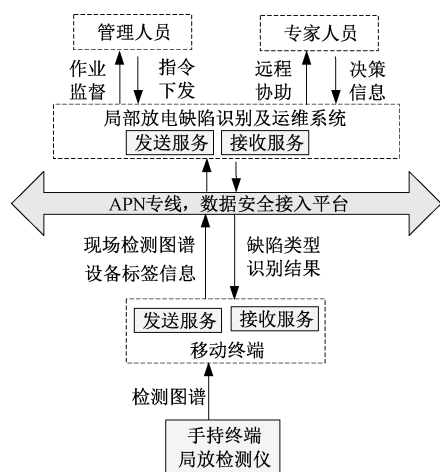 管理人员
专家人员
作业
监督
指令
下发
远程
协助
决策
信息
局部放电缺陷识别及运维系统
发送服务
接收服务
APN专线，数据安全接入平台
现场检测图谱
设备标签信息
缺陷类型
识别结果
发送服务
接收服务
移动终端
检测图谱
手持终端
局放检测仪